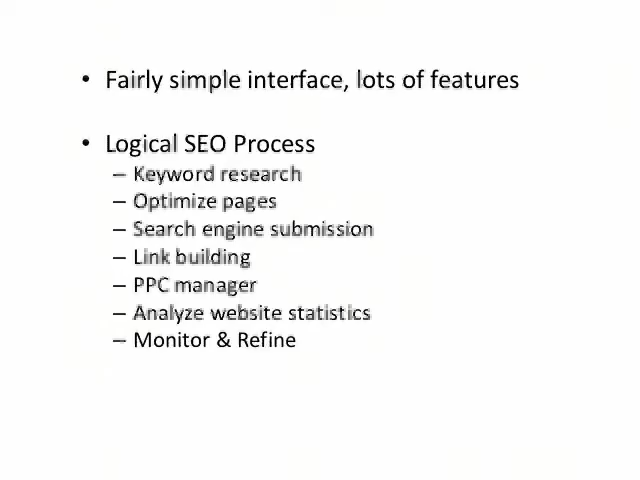 • Fairly simple interface, lots of features
• Logical SEO Process
– Keyword research
– Optimize pages
– Search engine submission
– Link building
– PPC manager
– Analyze website statistics
– Monitor & Refine